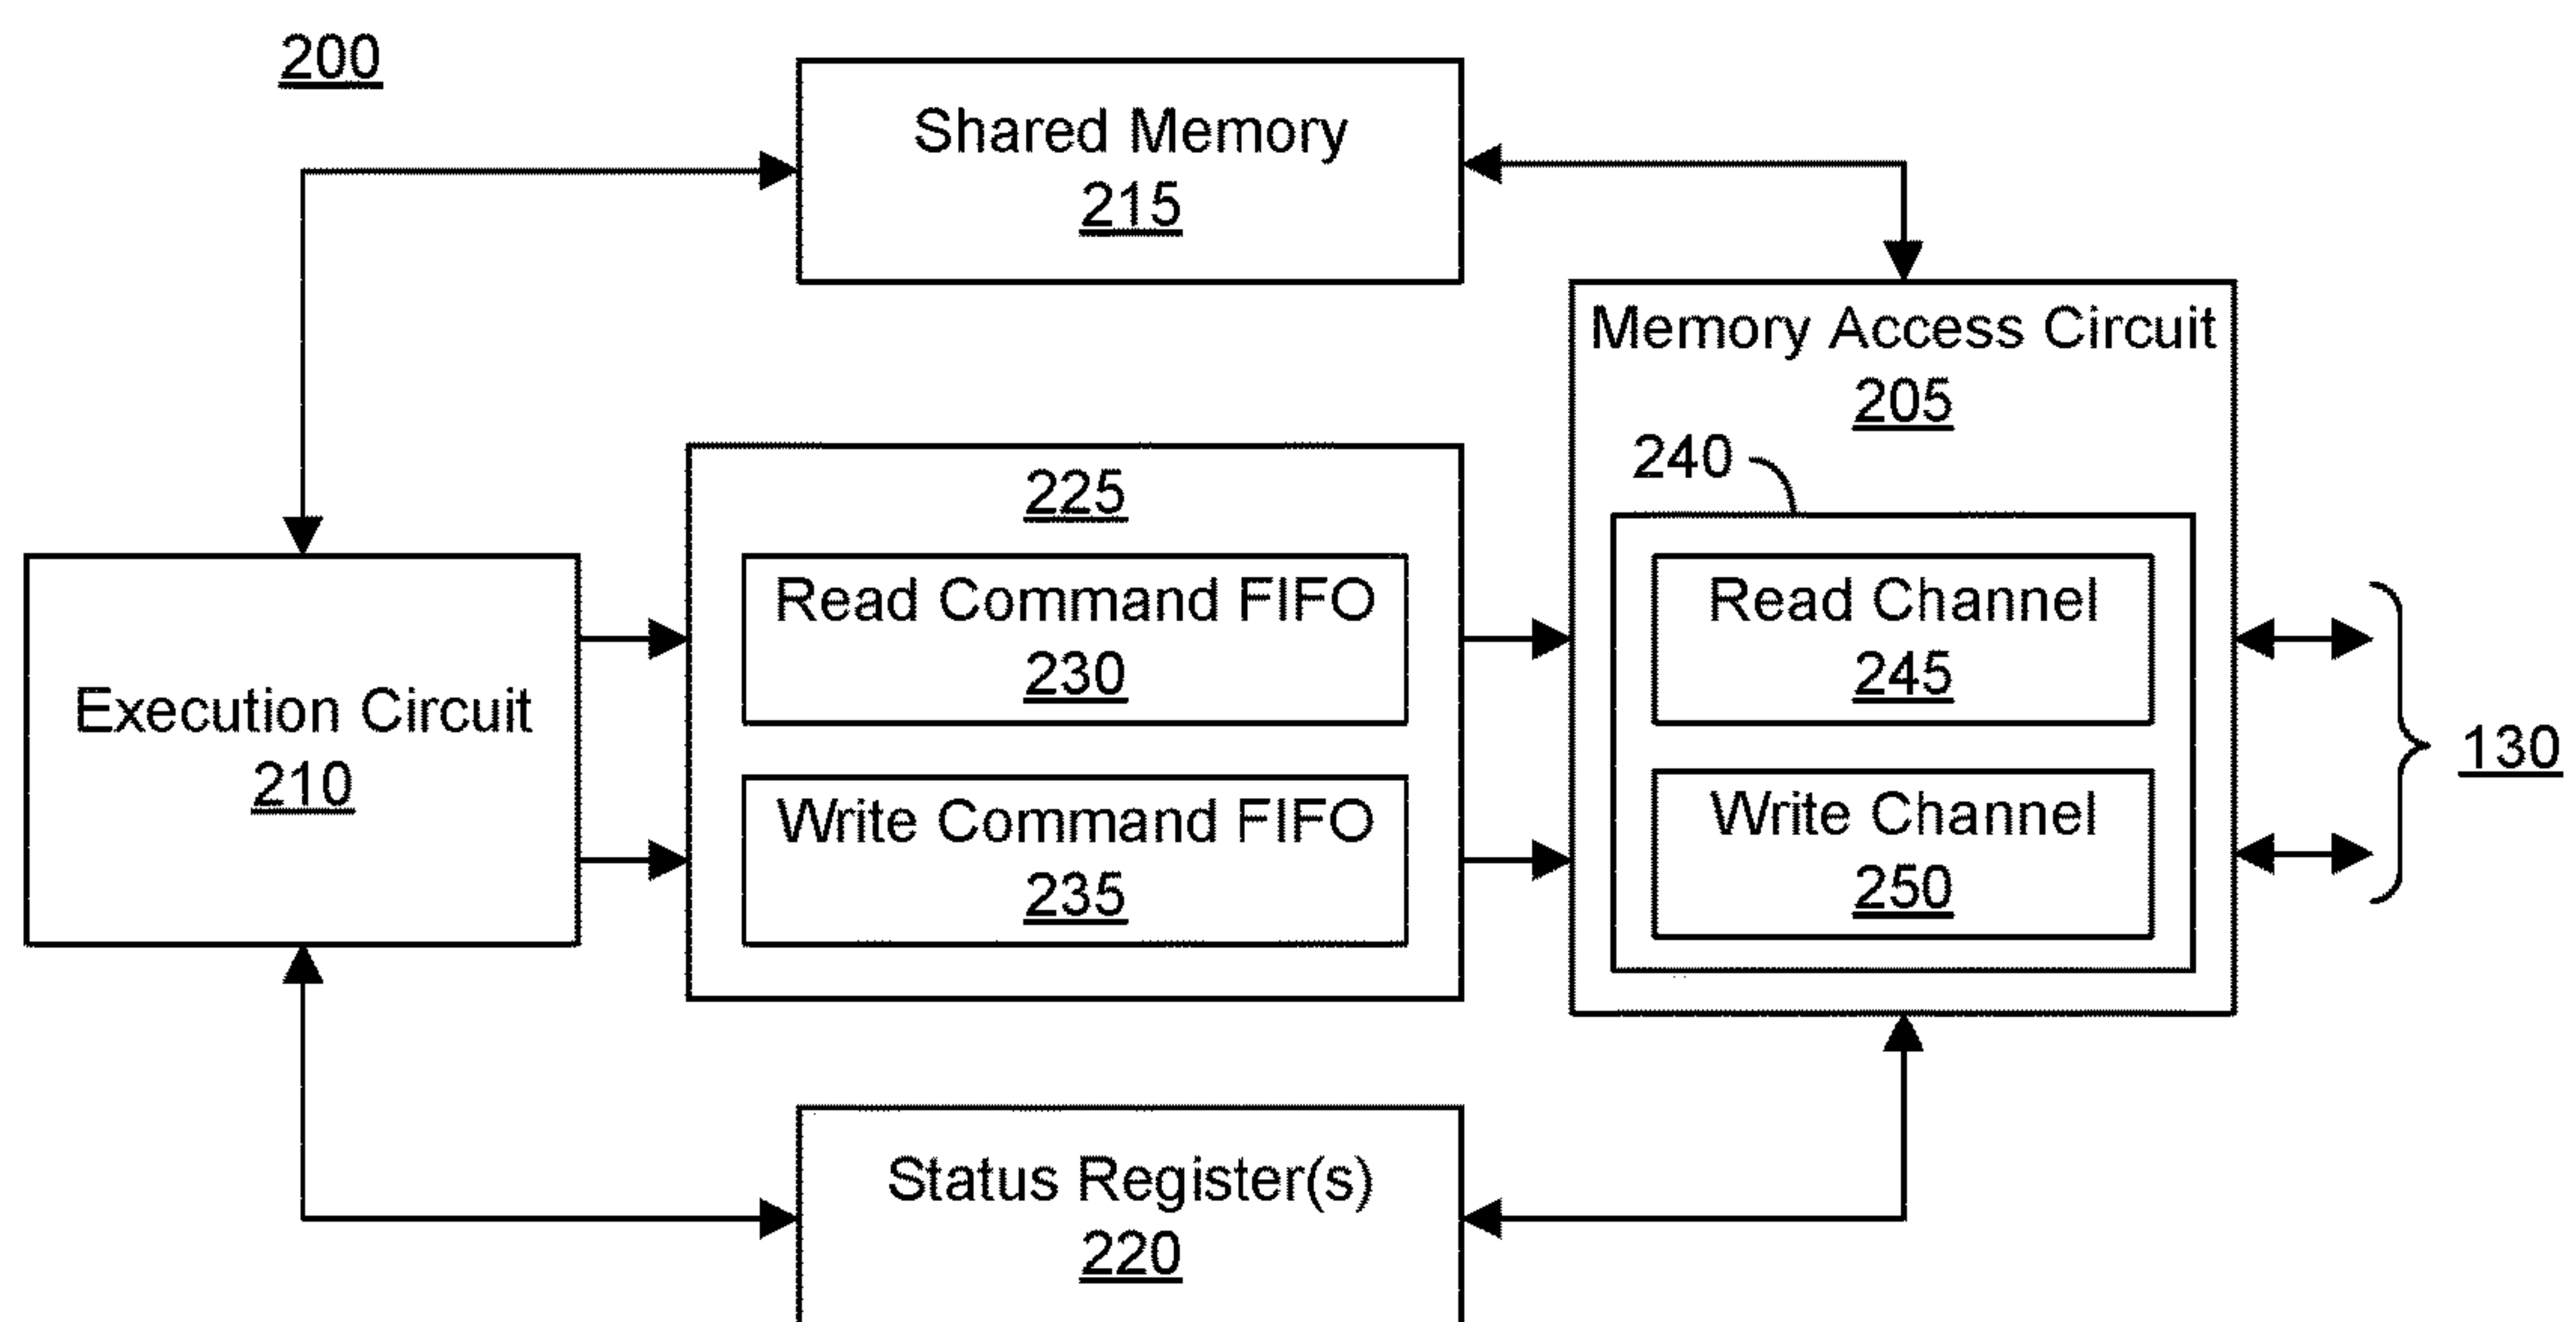 200
Shared Memory
215
Memory Access Circuit
205
240
225
Read Command FIFO
230
Read Channel
245
Execution Circuit
210
130
Write Command FIFO
235
Write Channel
250
Status Register(s)
220